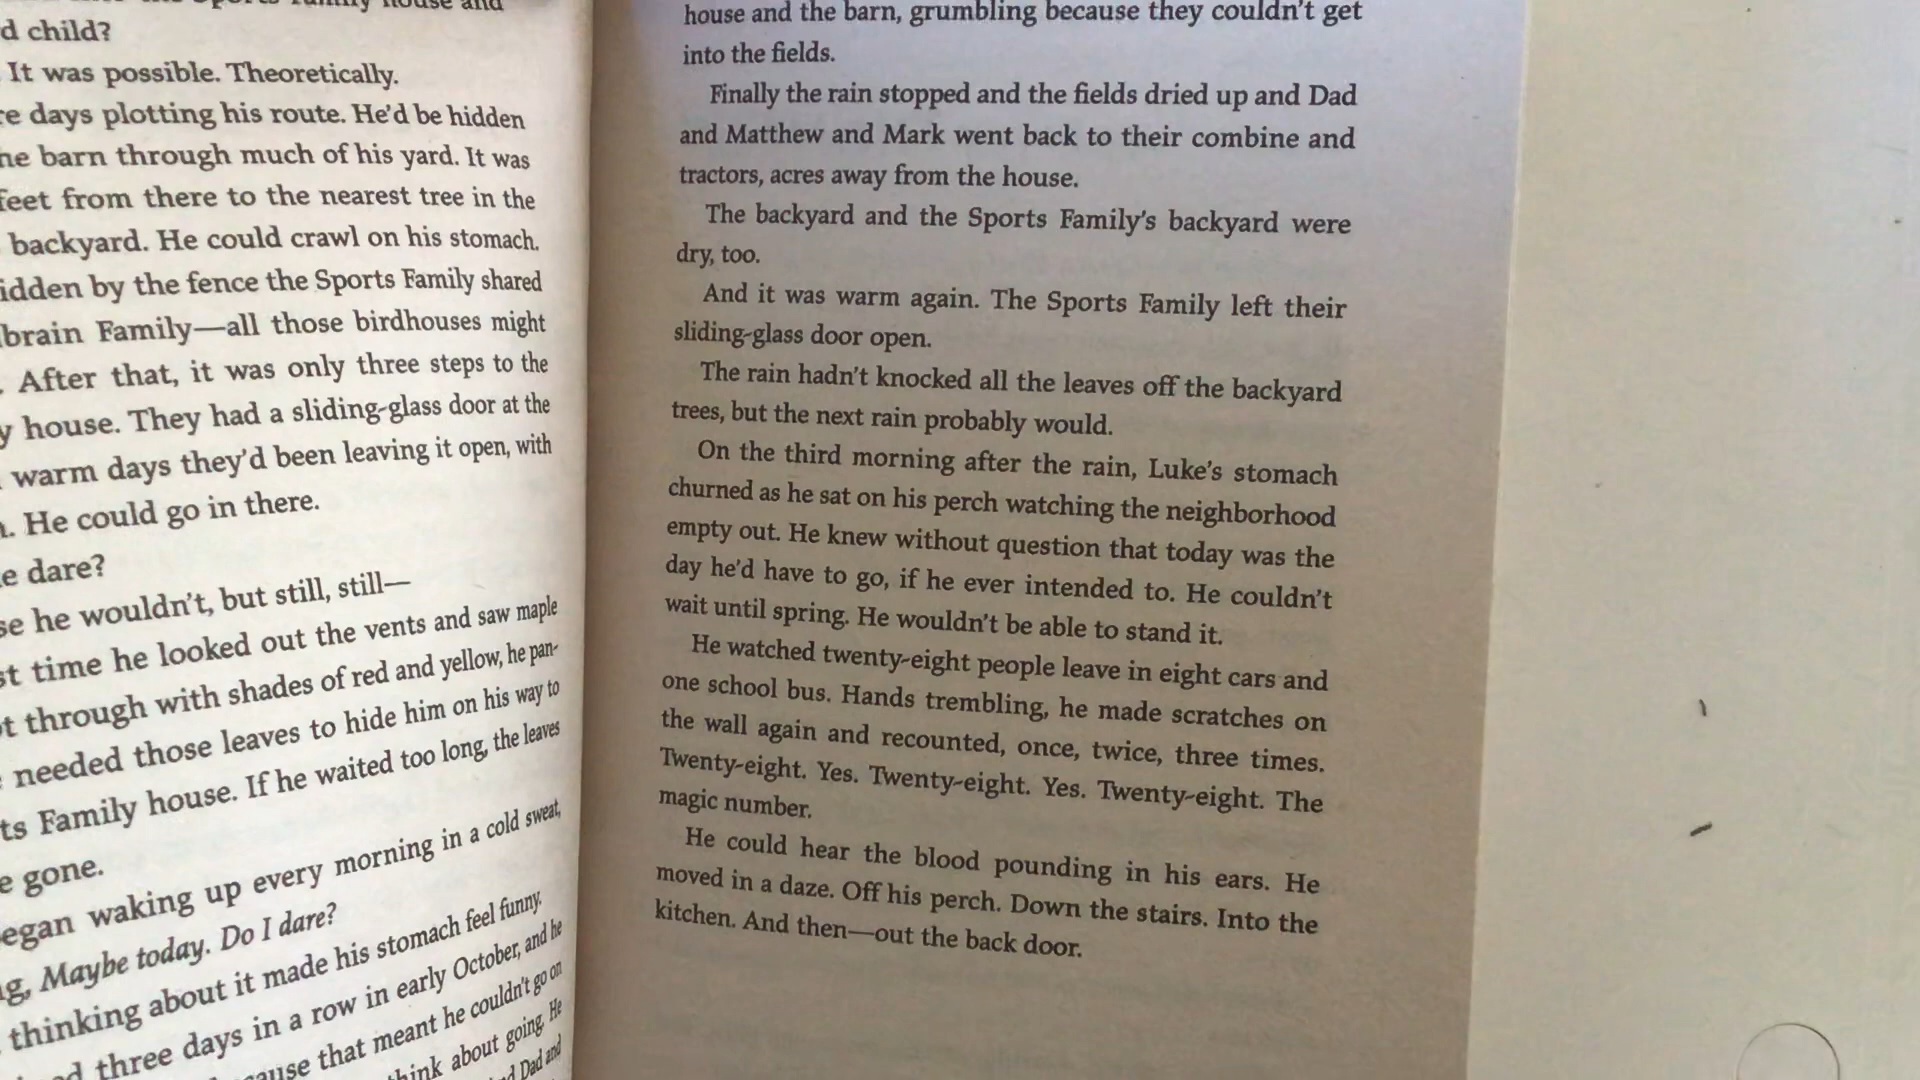 house and
d child?
It was possible. Theoretically.
days plotting his route. He'd be hidden
barn through much of his yard. It was
feet from there to the nearest tree in the
backyard. He could crawl on his stomach,
idden by the fence the Sports Family shared
brain Family—all those birdhouses might
. After that, it was only three steps to the
y house. They had a sliding-glass door at the
warm days they'd been leaving it open, with
. He could go in there.
e dare?
se he wouldn't, but still, still—
st time he looked out the vents and saw maple
t through with shades of red and yellow, he pan-
needed those leaves to hide him on his way to
ts Family house. If he waited too long, the leaves
e gone.
egan waking up every morning in a cold sweat,
g, Maybe today. Do I dare?
thinking about it made his stomach feel funny.
three days in a row in early October, and he
cause that meant he couldn't go on
think about going. He
Dad and
house and the barn, grumbling because they couldn't get
into the fields.
Finally the rain stopped and the fields dried up and Dad
and Matthew and Mark went back to their combine and
tractors, acres away from the house.
The backyard and the Sports Family's backyard were
dry, too.
And it was warm again. The Sports Family left their
sliding-glass door open.
The rain hadn't knocked all the leaves off the backyard
trees, but the next rain probably would.
On the third morning after the rain, Luke's stomach
churned as he sat on his perch watching the neighborhood
empty out. He knew without question that today was the
day he'd have to go, if he ever intended to. He couldn't
wait until spring. He wouldn't be able to stand it.
He watched twenty-eight people leave in eight cars and
one school bus. Hands trembling, he made scratches on
the wall again and recounted, once, twice, three times.
Twenty-eight. Yes. Twenty-eight. Yes. Twenty-eight. The
magic number.
He could hear the blood pounding in his ears. He
moved in a daze. Off his perch. Down the stairs. Into the
kitchen. And then—out the back door.